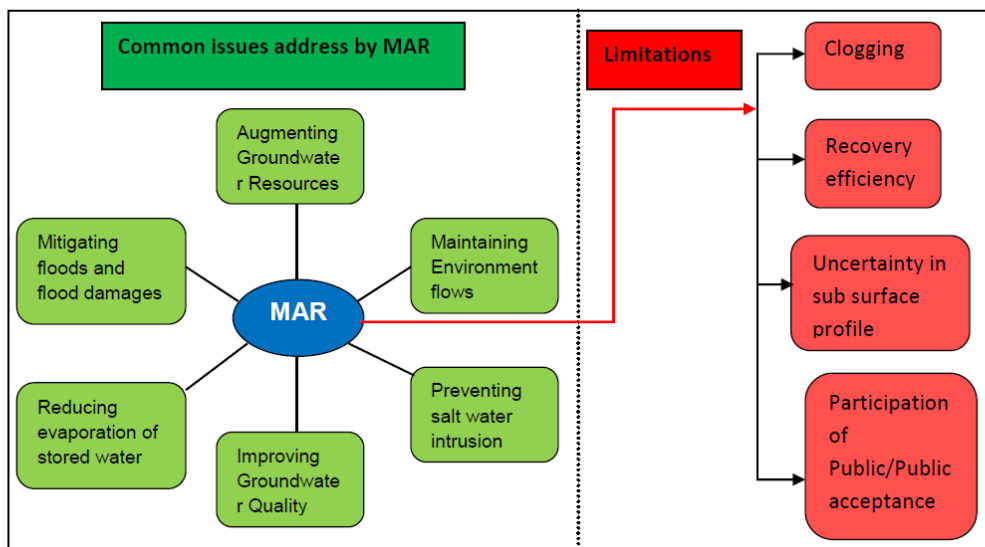 Common issues address by MAR
Augmenting
Groundwate
r Resources
Mitigating
floods and
flood damages
Maintaining
Environment
flows
MAR
Reducing
evaporation of
stored water
Improving
Groundwate
r Quality
Preventing
salt water
intrusion
Limitations
Clogging
Recovery
efficiency
Uncertainty in
sub surface
profile
Participation
of
Public/Public
acceptance